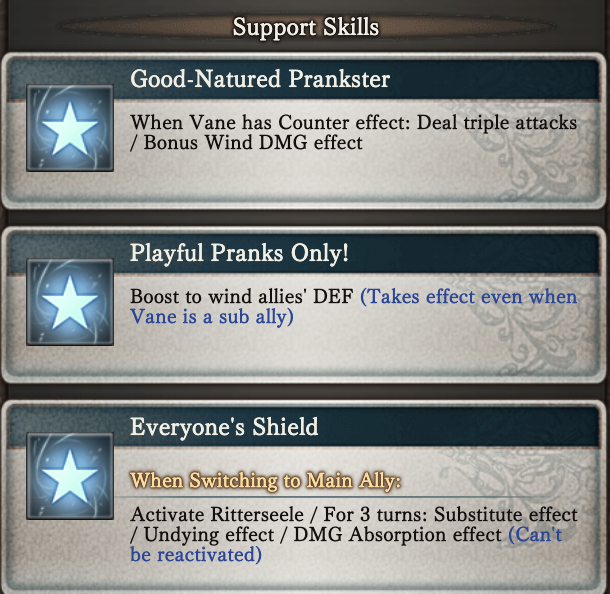 Support Skills
Good-Natured Prankster
When Vane has Counter effect: Deal triple attacks
/ Bonus Wind DMG effect
Playful Pranks Only!
Boost to wind allies' DEF (Takes effect even when
Vane is a sub ally)
Everyone's Shield
When Switching to Main Ally:
Activate Ritterseele / For 3 turns: Substitute effect
/ Undying effect / DMG Absorption effect (Can't
be reactivated)